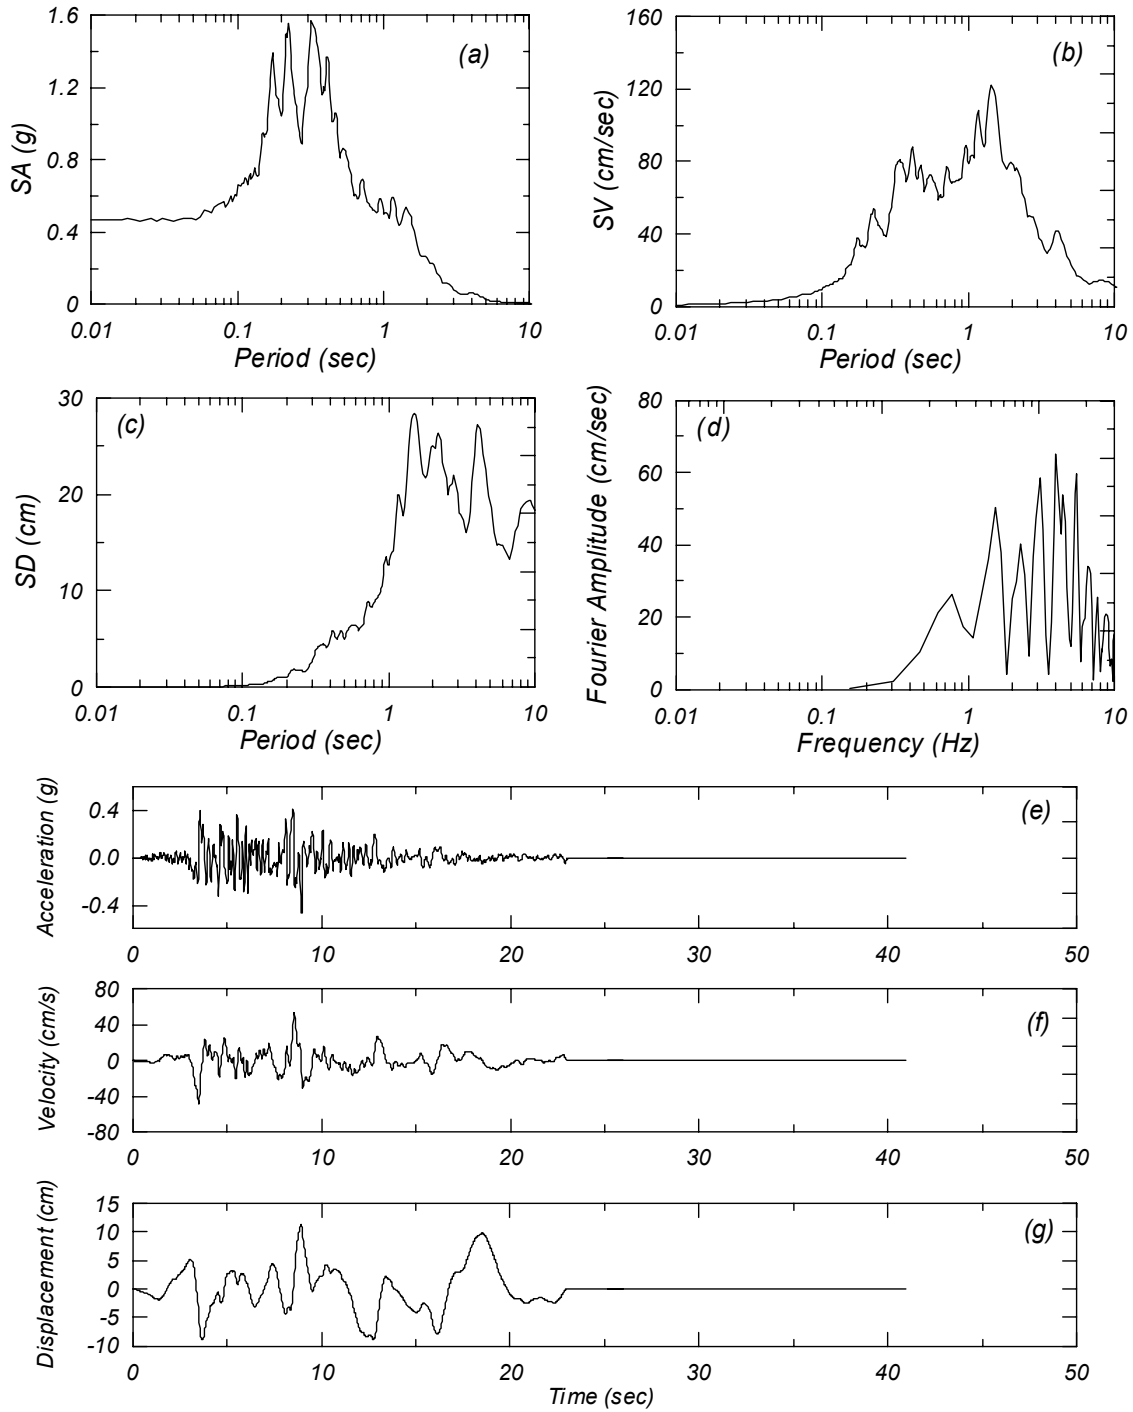 1.6
1.2
0.8
0.4
0
SA (g)
(a)
0.01 0.1 1 10
Period (sec)
160
120
80
40
0
SV (cm/sec)
(b)
0.01 0.1 1 10
Period (sec)
30
20
10
0
SD (cm)
(c)
0.01 0.1 1 10
Period (sec)
80
60
40
20
0
Fourier Amplitude (cm/sec)
(d)
0.01 0.1 1 10
Frequency (Hz)
0.4
0.0
-0.4
Acceleration (g)
(e)
0 10 20 30 40 50
80
40
0
-40
-80
Velocity (cm/s)
(f)
0 10 20 30 40 50
15
10
5
0
-5
-10
Displacement (cm)
(g)
0 10 20 30 40 50
Time (sec)